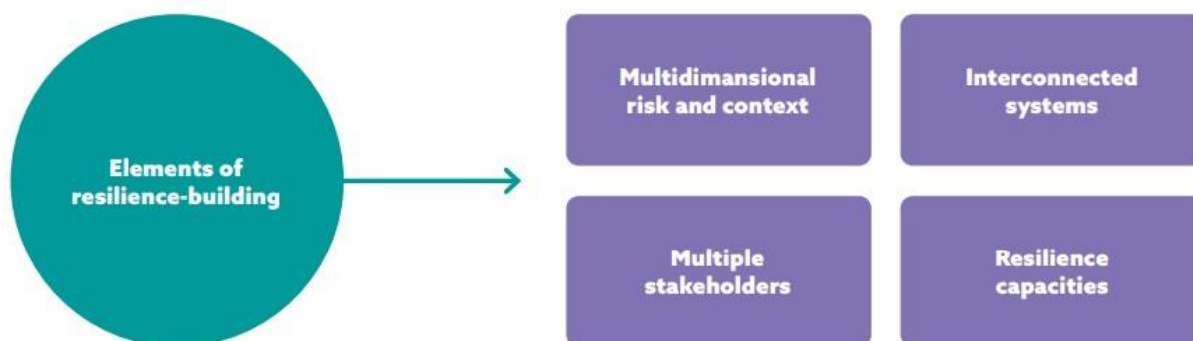 Elements of
resilience-building
Multidimansional
risk and context
Interconnected
systems
Multiple
stakeholders
Resilience
capacities